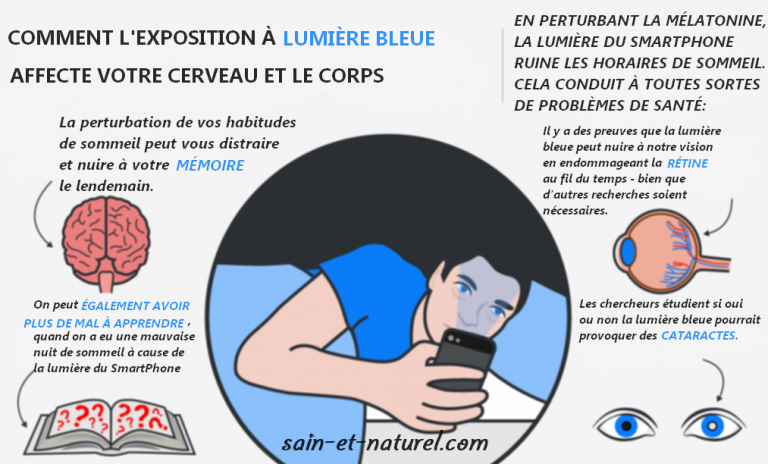 COMMENT L'EXPOSITION À LUMIÈRE BLEUE
AFFECTE VOTRE CERVEAU ET LE CORPS
EN PERTURBANT LA MÉLATONINE,
LA LUMIÈRE DU SMARTPHONE
RUINE LES HORAIRES DE SOMMEIL.
CELA CONDUIT À TOUTES SORTES
DE PROBLÈMES DE SANTÉ:
La perturbation de vos habitudes
de sommeil peut vous distraire
et nuire à votre MÉMOIRE
le lendemain.
Il y a des preuves que la lumière
bleue peut nuire à notre vision
en endommageant la RÉTINE
au fil du temps - bien que
d'autres recherches soient
nécessaires.
On peut ÉGALEMENT AVOIR
PLUS DE MAL À APPRENDRE ,
quand on a eu une mauvaise
nuit de sommeil à cause de
la lumière du SmartPhone
Les chercheurs étudient si oui
ou non la lumière bleue pourrait
provoquer des CATARACTES.
? ? ? ? ? ? ? ?
sain-et-naturel.com